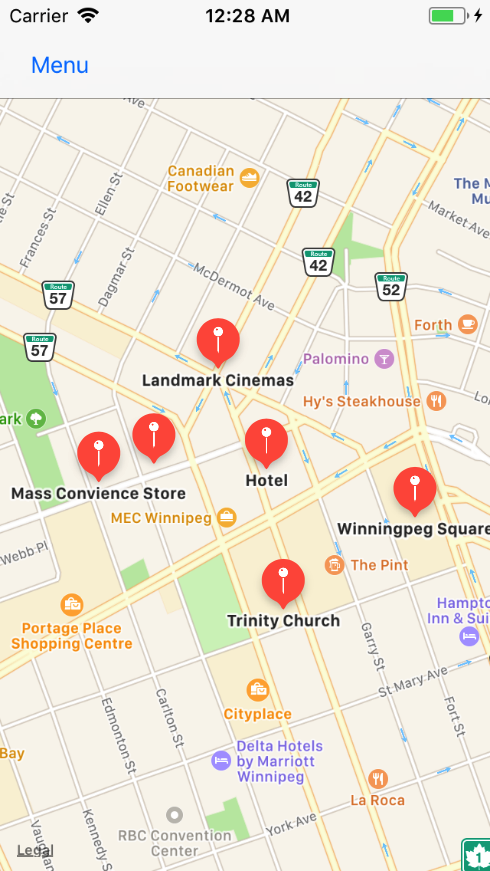 Carrier 12:28 AM
Menu
Ave
Canadian
Footwear
Route
42
The M
Mu
Ellen St
Frances St
Market Ave
Route
42
Dagmar St
McDermot Ave
Route
57
Route
52
Forth
Route
57
Palomino
Landmark Cinemas
Hy's Steakhouse
Lo
ark
Hotel
Mass Convience Store
MEC Winnipeg
Winningpeg Square
Webb Pl
The Pint
Portage Place
Shopping Centre
Trinity Church
Hampto
Inn & Sui
Garry St
St Mary Ave
Cityplace
Edmonton St
Carlton St
Fort St
Bay
Delta Hotels
by Marriott
Winnipeg
La Roca
RBC Convention
Center
York Ave
Kennedy S
Vau
Legal
1